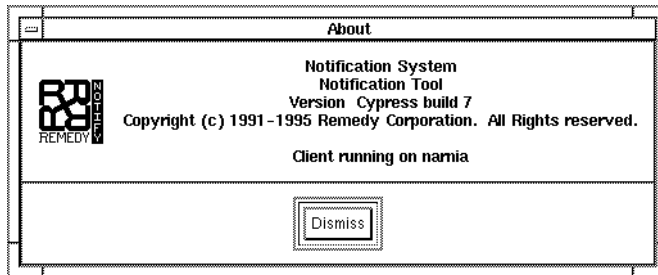 About
Notification System
Notification Tool
Version Cypress build 7
Copyright (c) 1991-1995 Remedy Corporation. All Rights reserved.
Client running on narnia
REMEDY
NOTIFY
Dismiss